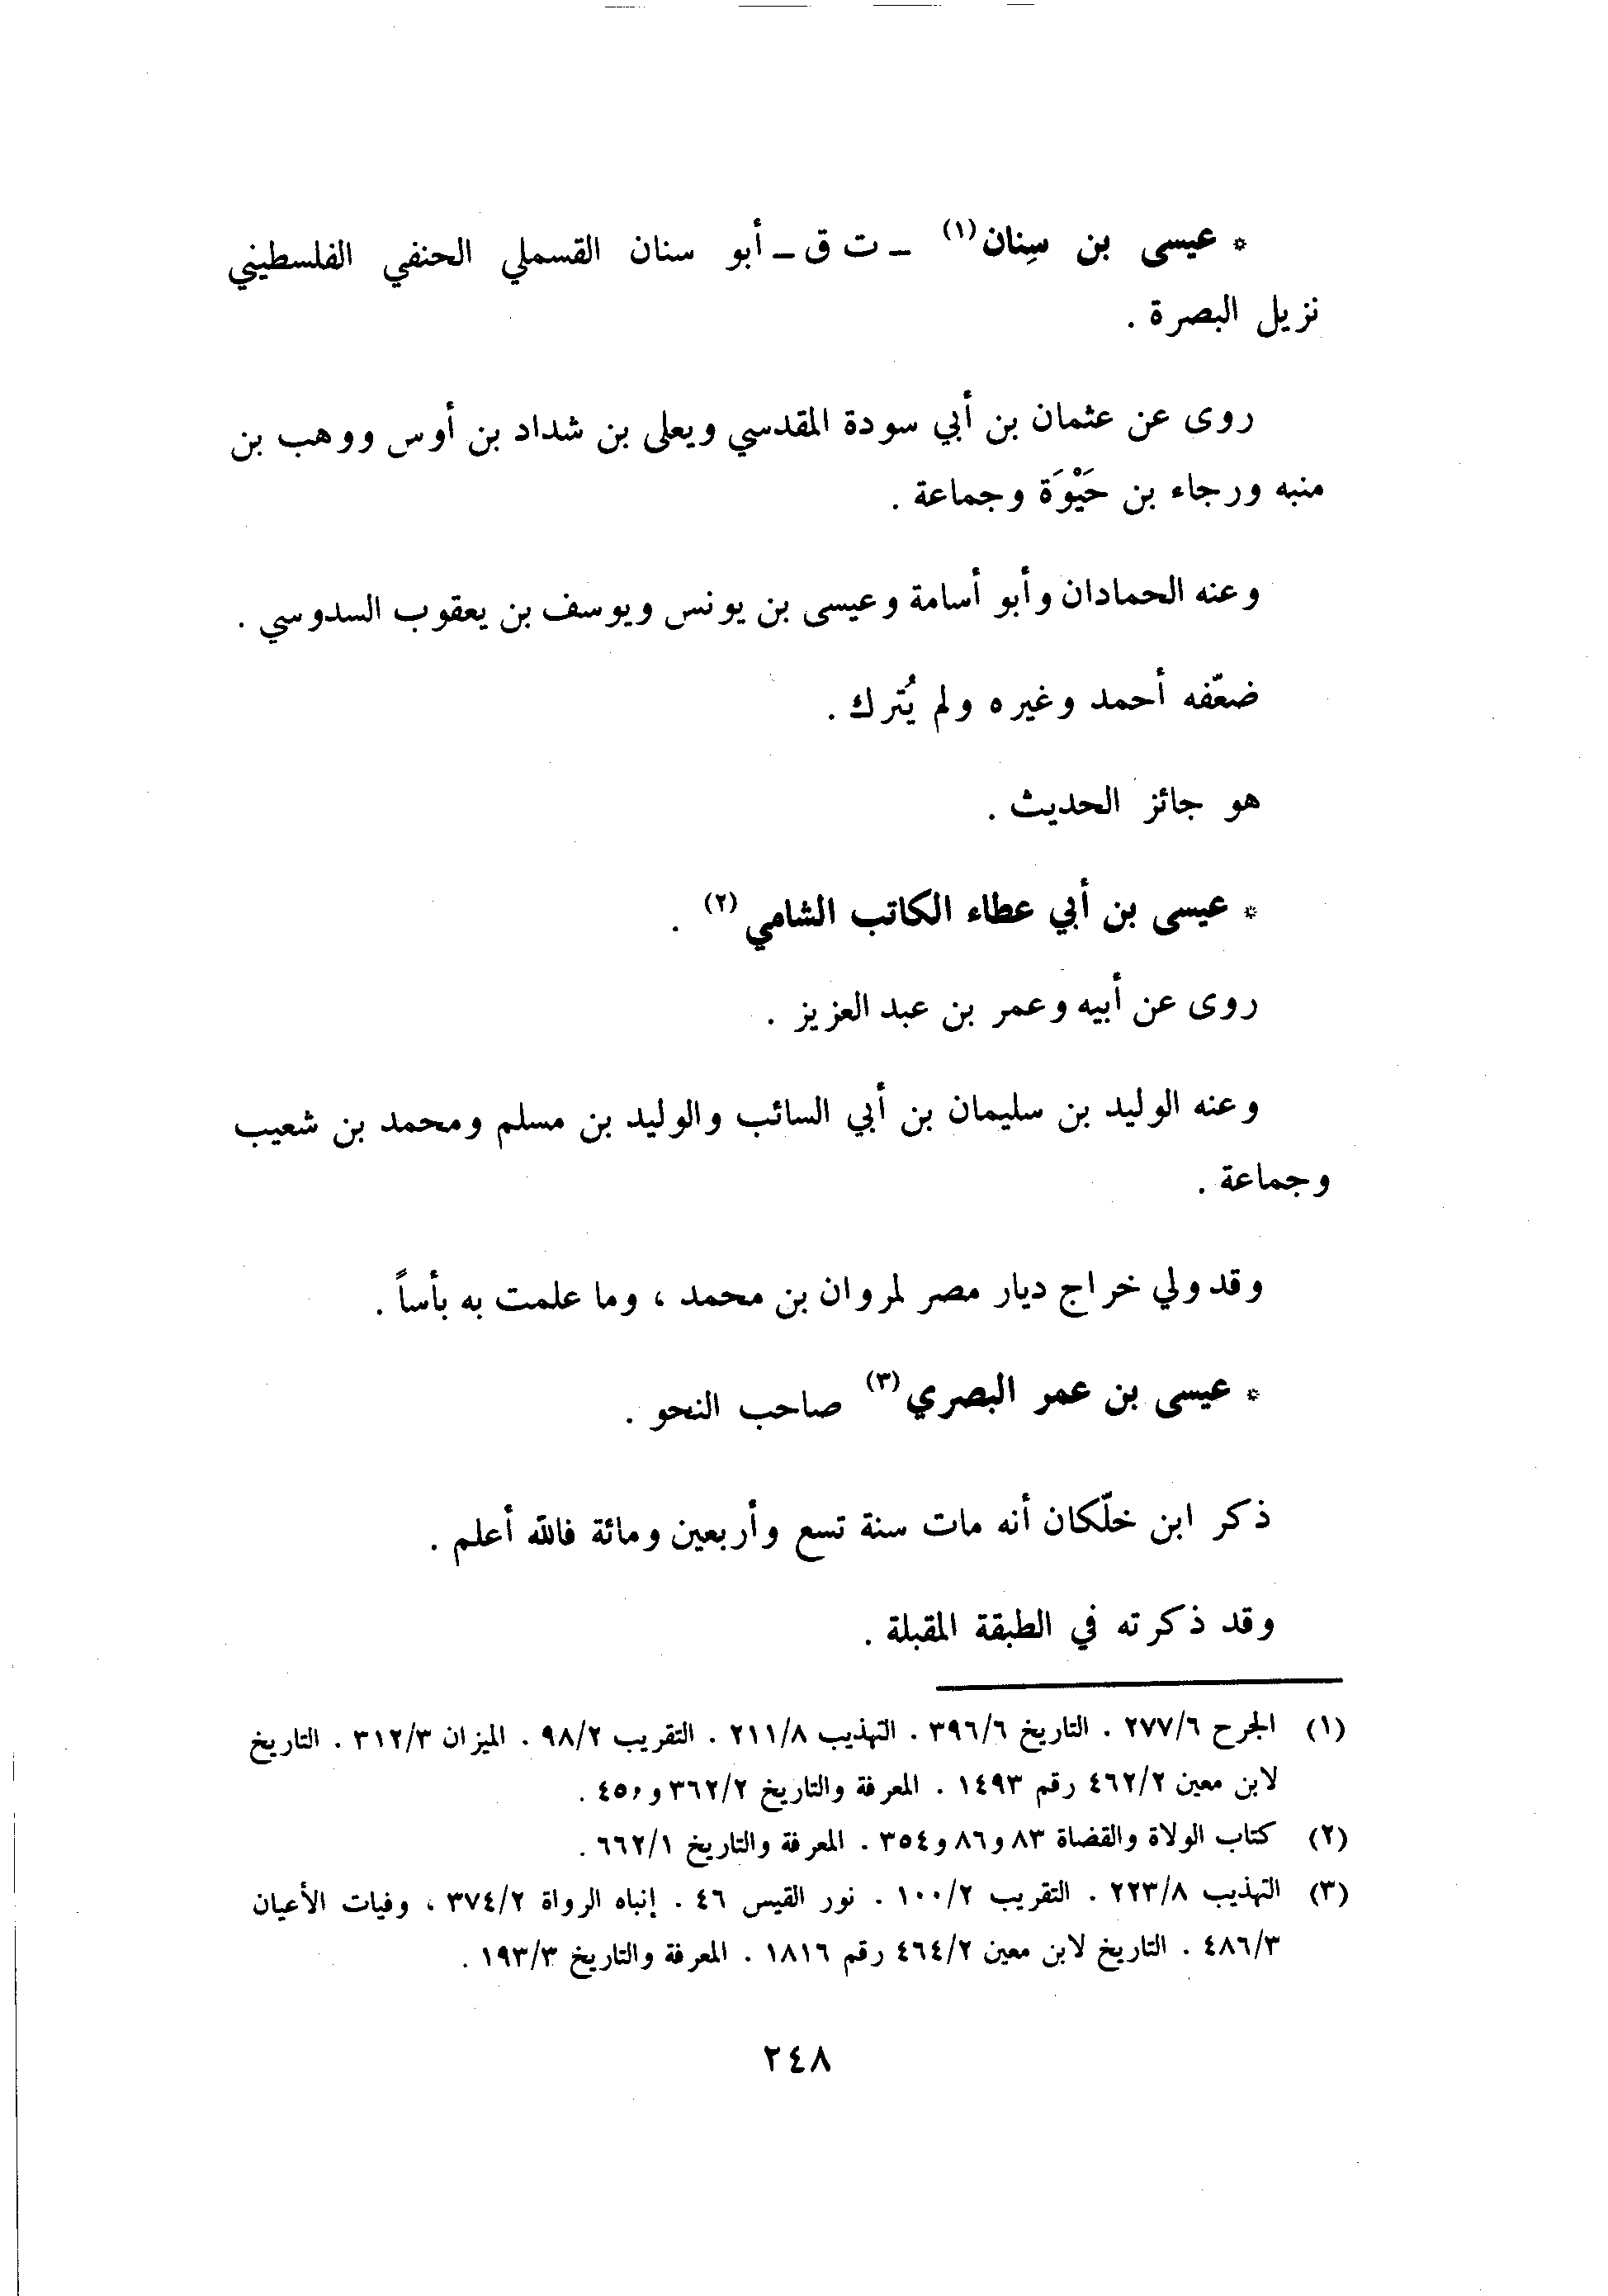 * عيسى بن سِنان(١) ـ ت ق ـ أبو سنان القسملي الحنفي الفلسطيني
نزيل البصرة .
روى عن عثمان بن أبي سودة المقدسي ويعلى بن شداد بن أوس ووهب بن
منبه ورجاء بن حَيْوَة وجماعة .
وعنه الحمادان وأبو أسامة وعيسى بن يونس ويوسف بن يعقوب السدوسي .
ضعّفه أحمد وغيره ولم يُترك .
هو جائز الحديث .
* عيسى بن أبي عطاء الكاتب الشامي(٢) .
روى عن أبيه وعمر بن عبد العزيز .
وعنه الوليد بن سليمان بن أبي السائب والوليد بن مسلم ومحمد بن شعيب
وجماعة .
وقد ولي خراج ديار مصر لمروان بن محمد ، وما علمت به بأساً .
* عيسى بن عمر البصري(٣) صاحب النحو .
ذكر ابن خلّكان أنه مات سنة تسع وأربعين ومائة فالله أعلم .
وقد ذكرته في الطبقة المقبلة .
(١) الجرح ٢٧٧/٦ . التاريخ ٣٩٦/٦ . التهذيب ٢١١/٨ . التقريب ٩٨/٢ . الميزان ٣١٢/٣ . التاريخ
لابن معين ٤٦٢/٢ رقم ١٤٩٣ . المعرفة والتاريخ ٣٦٢/٢ و
(٢) كتاب الولاة والقضاة ٨٣ و٨٦ و٣٥٤ . المعرفة والتاريخ ٦٦٢/١ .
(٣) التهذيب ٢٢٣/٨ . التقريب ١٠٠/٢ . نور القيس ٤٦ . إنباه الرواة ٣٧٤/٢ ، وفيات الأعيان
٤٨٦/٣ . التاريخ لابن معين ٤٦٤/٢ رقم ١٨١٦ . المعرفة والتاريخ ١٩٣/٣ .
٢٤٨